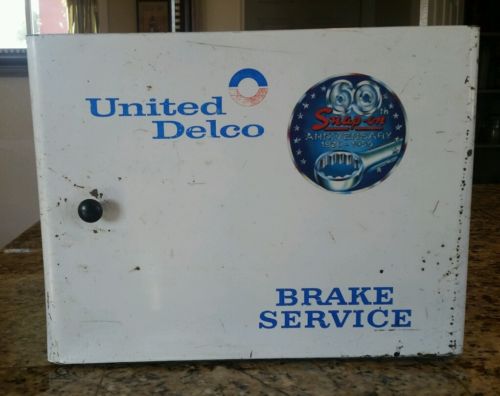 United
Delco
60th
Snap-on
ANNIVERSARY
BRAKE
SERVICE